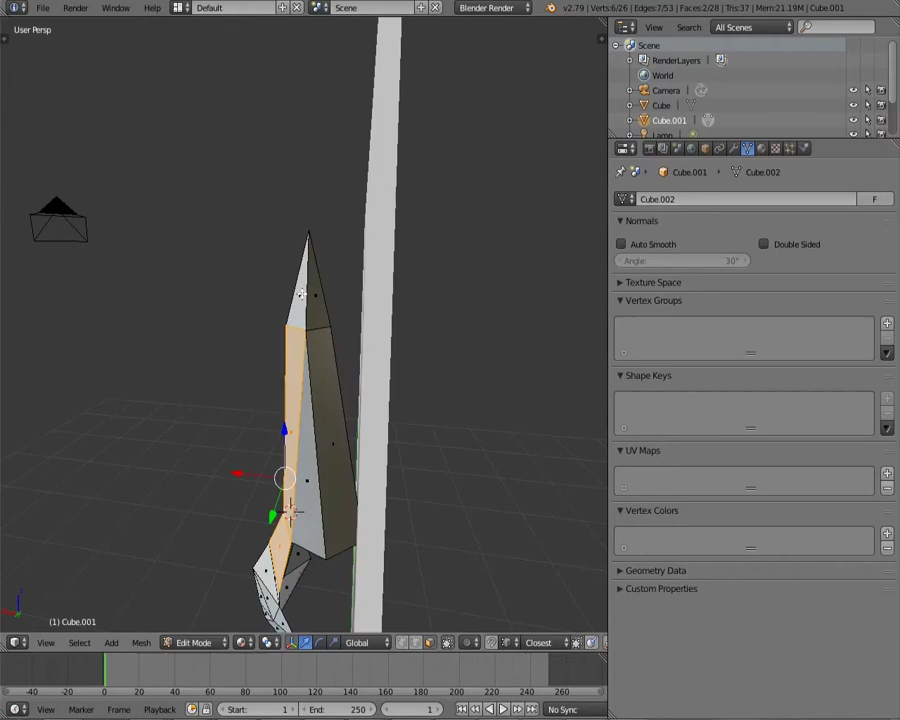 File Render Window Help Default Scene Blender Render v2.79 | Verts:6/26 | Edges:7/53 | Faces:2/28 | Tris:37 | Mem:21.19M | Cube.001
User Persp
View Search All Scenes
Scene
RenderLayers
World
Camera
Cube
Cube.001
Lamp
Cube.001 Cube.002
Cube.002 F
Normals
Auto Smooth Double Sided
Angle: 30°
Texture Space
Vertex Groups
Shape Keys
UV Maps
Vertex Colors
Geometry Data
Custom Properties
(1) Cube.001
View Select Add Mesh Edit Mode Global Closest
-40 -20 0 20 40 60 80 100 120 140 160 180 200 220 240 260
View Marker Frame Playback Start: 1 End: 250 1 No Sync